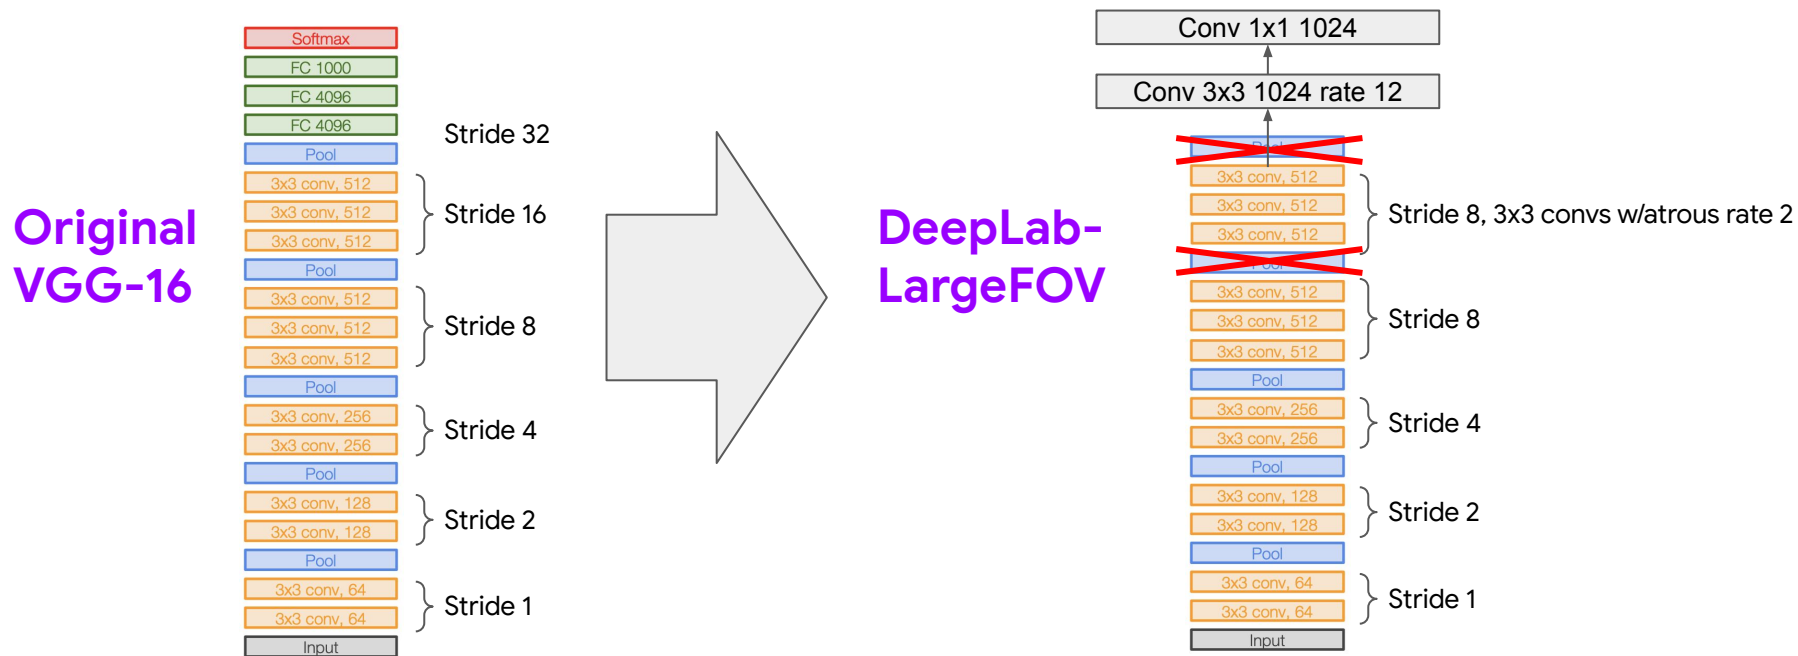 Original
VGG-16
Softmax
FC 1000
FC 4096
FC 4096
Pool
3x3 conv, 512
3x3 conv, 512
3x3 conv, 512
Pool
3x3 conv, 512
3x3 conv, 512
3x3 conv, 512
Pool
3x3 conv, 256
3x3 conv, 256
Pool
3x3 conv, 128
3x3 conv, 128
Pool
3x3 conv, 64
3x3 conv, 64
Input
Stride 32
Stride 16
Stride 8
Stride 4
Stride 2
Stride 1
DeepLab-
LargeFOV
Conv 1x1 1024
Conv 3x3 1024 rate 12
Pool
3x3 conv, 512
3x3 conv, 512
3x3 conv, 512
Pool
3x3 conv, 512
3x3 conv, 512
3x3 conv, 512
Pool
3x3 conv, 256
3x3 conv, 256
Pool
3x3 conv, 128
3x3 conv, 128
Pool
3x3 conv, 64
3x3 conv, 64
Input
Stride 8, 3x3 convs w/atrous rate 2
Stride 8
Stride 4
Stride 2
Stride 1